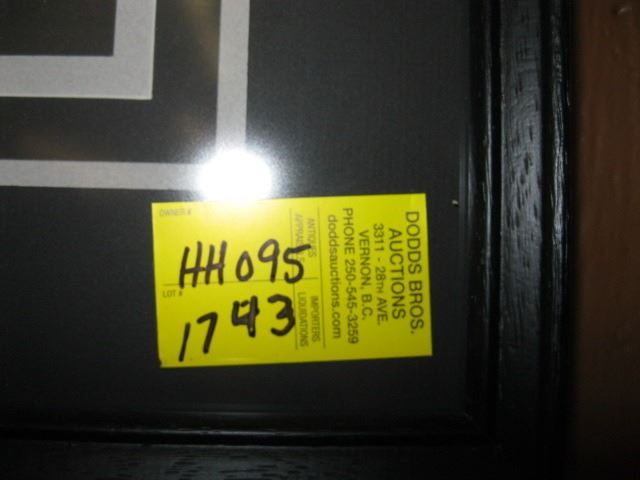 OWNER #
HH095
LOT #
1743
ANTIQUES
IMPORTERS
LIQUIDATIONS
DODDS BROS.
AUCTIONS
3311 - 28TH AVE.
VERNON, B.C.
PHONE 250-545-3259
doddsauctions.com